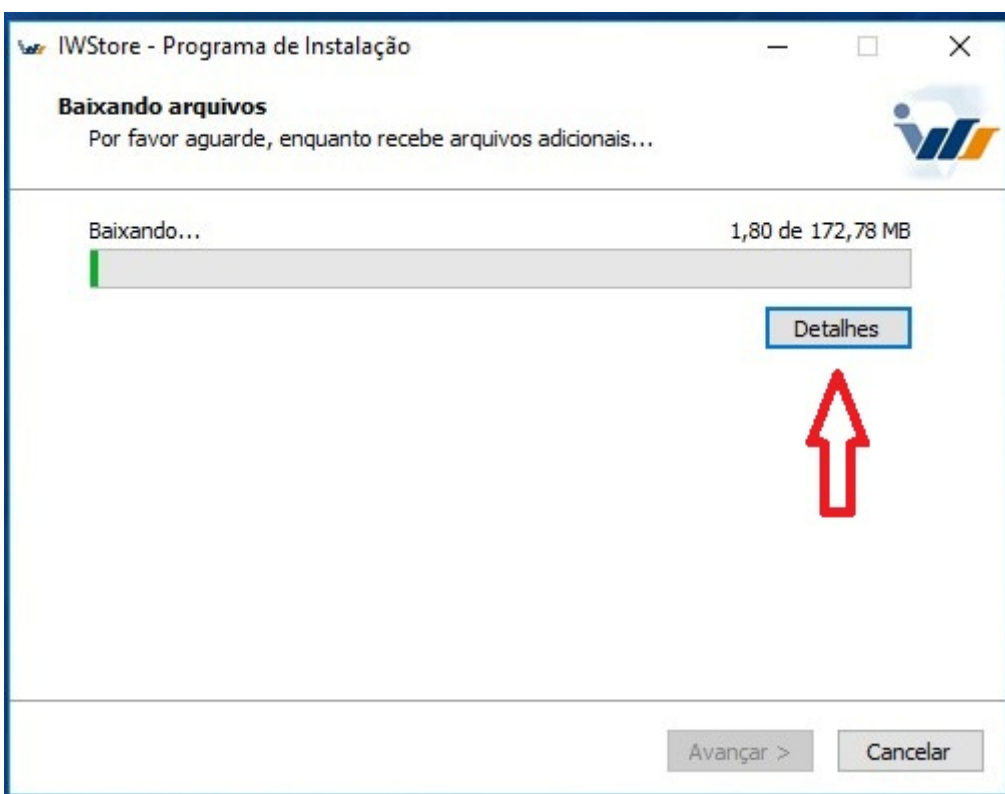 IWStore - Programa de Instalação
Baixando arquivos
Por favor aguarde, enquanto recebe arquivos adicionais...
Baixando... 1,80 de 172,78 MB
Detalhes
Avançar > Cancelar